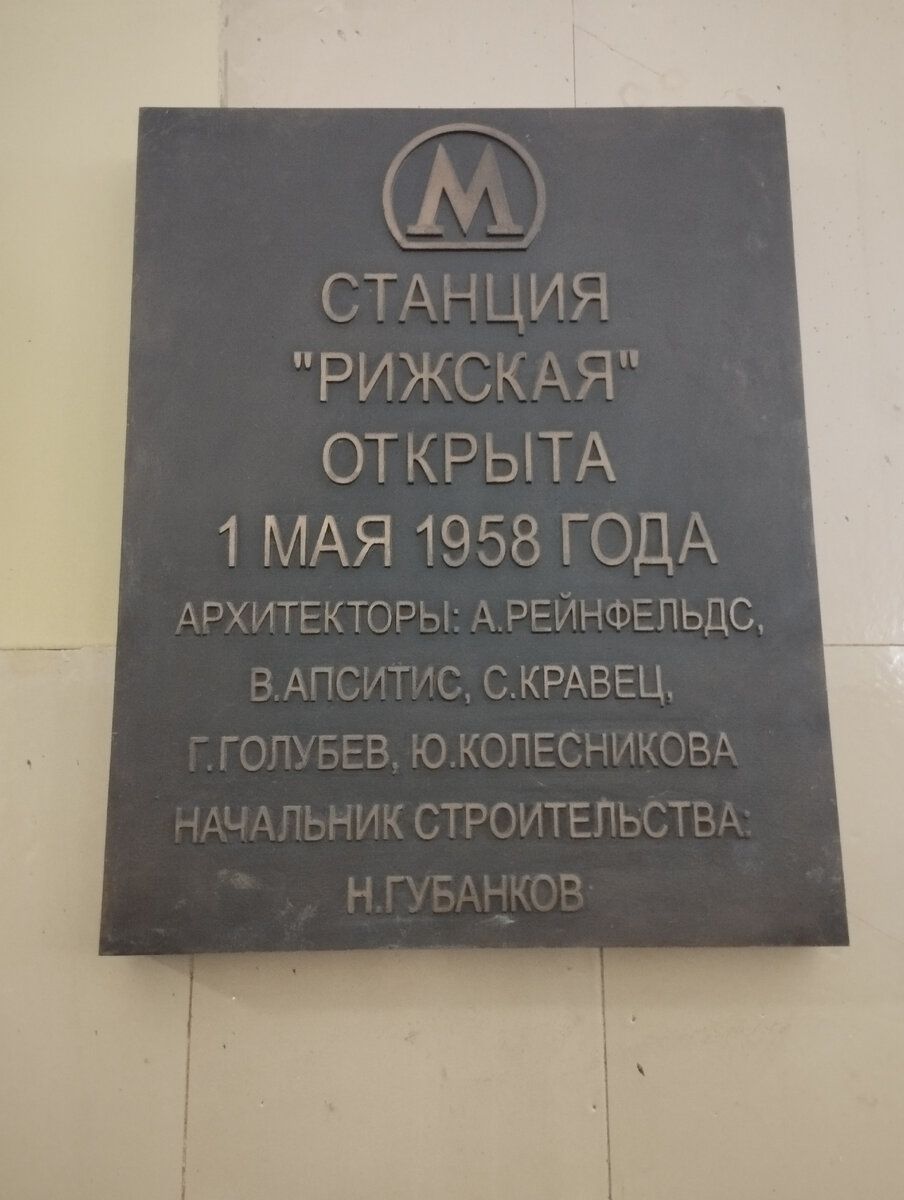 М
СТАНЦИЯ
"РИЖСКАЯ"
ОТКРЫТА
1 МАЯ 1958 ГОДА
АРХИТЕКТОРЫ: А.РЕЙНФЕЛЬДС,
В.АПСИТИС, С.КРАВЕЦ,
Г.ГОЛУБЕВ, Ю.КОЛЕСНИКОВА
НАЧАЛЬНИК СТРОИТЕЛЬСТВА:
Н.ГУБАНКОВ